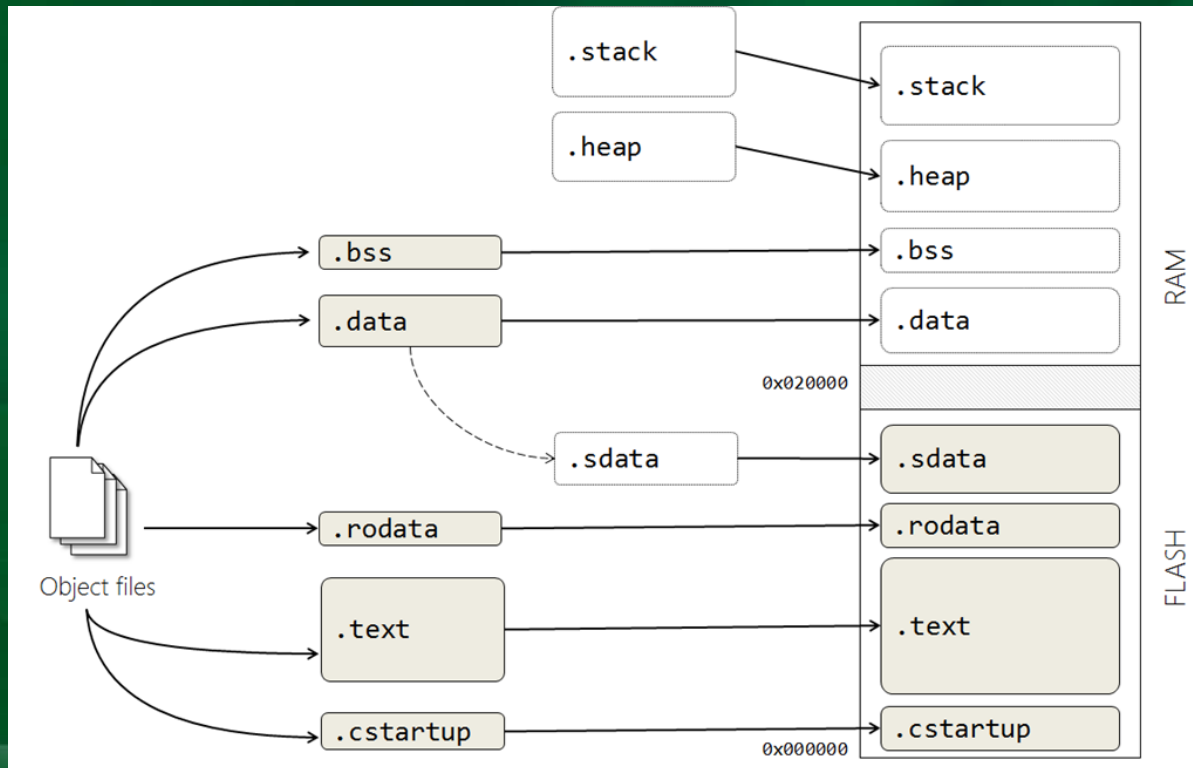 .stack
.stack
.heap
.heap
.bss
.bss
.data
.data
RAM
0x020000
.sdata
.sdata
.rodata
.rodata
Object files
FLASH
.text
.text
.cstartup
.cstartup
0x000000